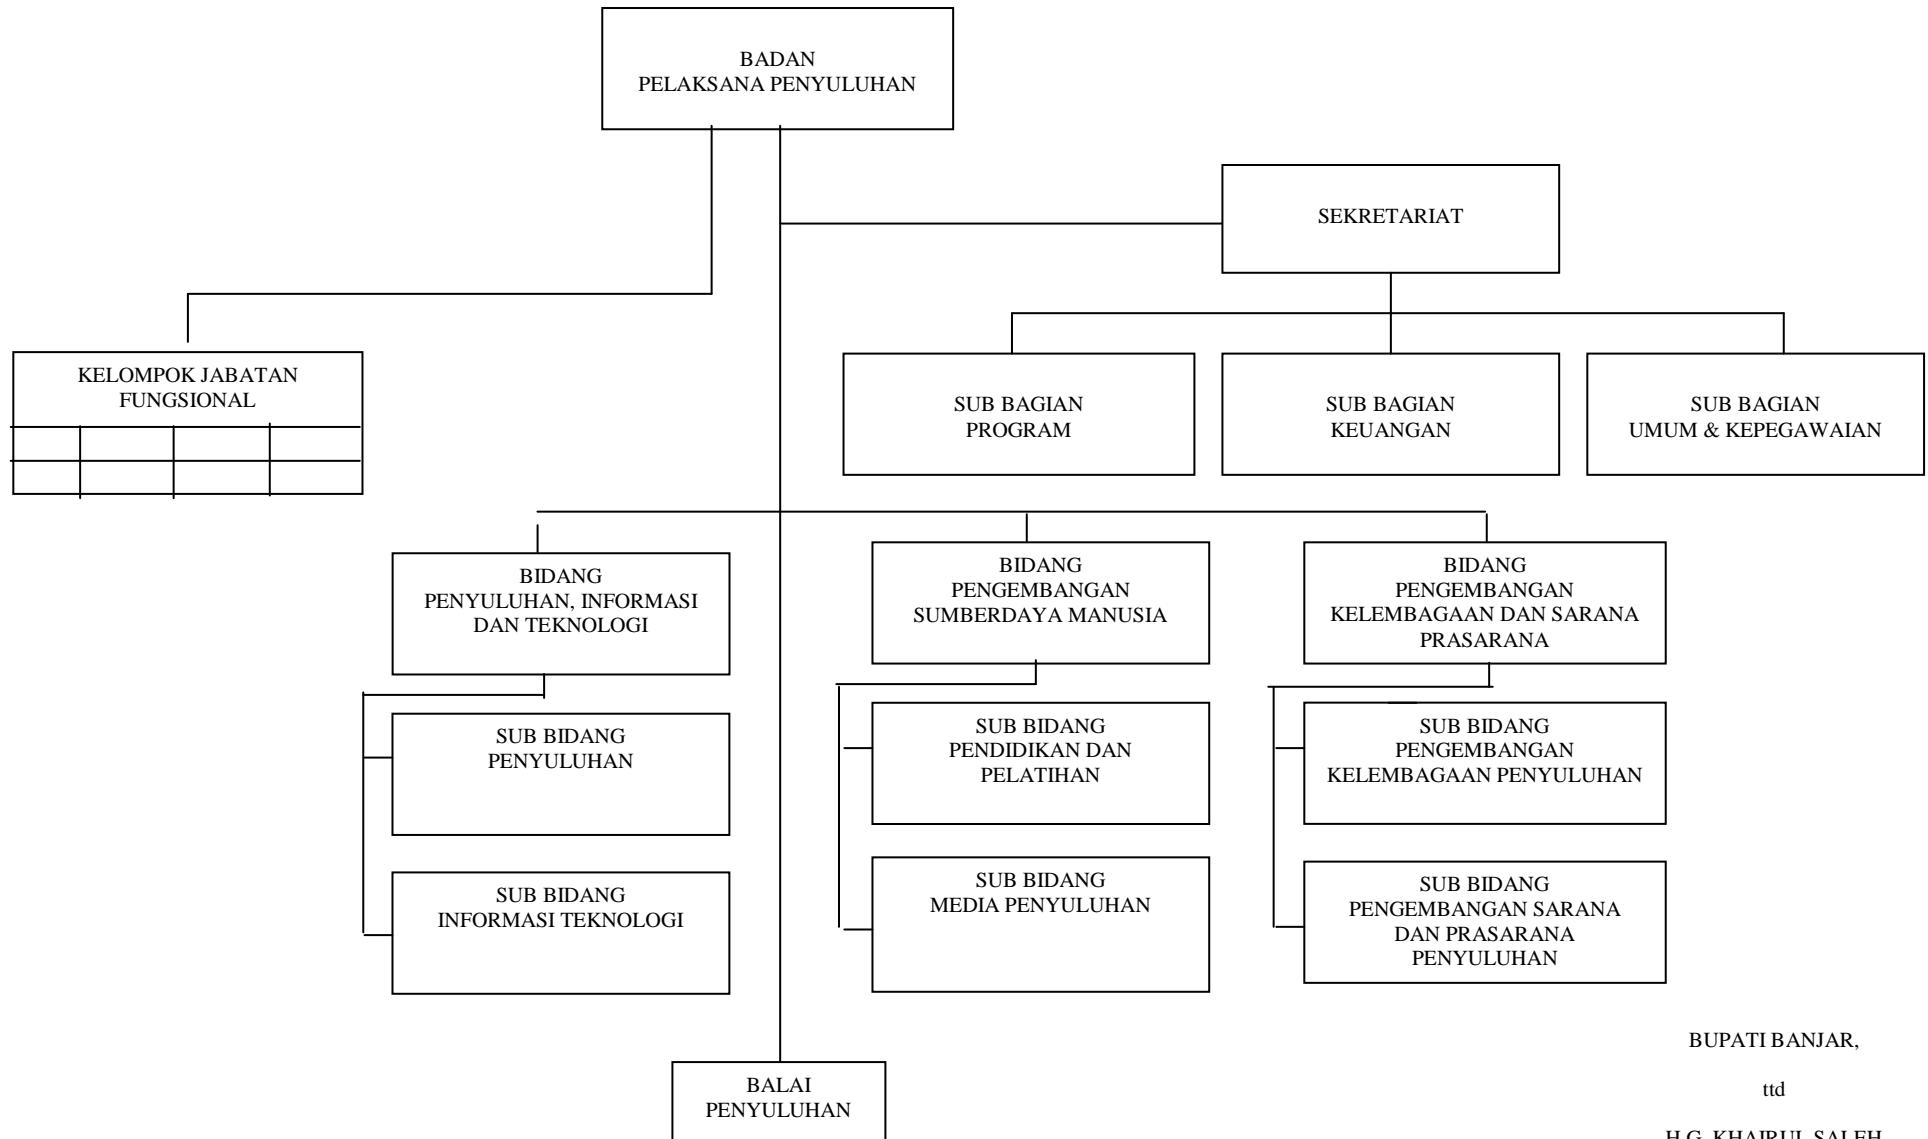 BADAN
PELAKSANA PENYULUHAN
SEKRETARIAT
KELOMPOK JABATAN
FUNGSIONAL
SUB BAGIAN
PROGRAM
SUB BAGIAN
KEUANGAN
SUB BAGIAN
UMUM & KEPEGAWAIAN
BIDANG
PENYULUHAN, INFORMASI
DAN TEKNOLOGI
BIDANG
PENGEMBANGAN
SUMBERDAYA MANUSIA
BIDANG
PENGEMBANGAN
KELEMBAGAAN DAN SARANA
PRASARANA
SUB BIDANG
PENYULUHAN
SUB BIDANG
PENDIDIKAN DAN
PELATIHAN
SUB BIDANG
PENGEMBANGAN
KELEMBAGAAN PENYULUHAN
SUB BIDANG
INFORMASI TEKNOLOGI
SUB BIDANG
MEDIA PENYULUHAN
SUB BIDANG
PENGEMBANGAN SARANA
DAN PRASARANA
PENYULUHAN
BALAI
PENYULUHAN
BUPATI BANJAR,
ttd
H.G. KHAIRUL SALEH